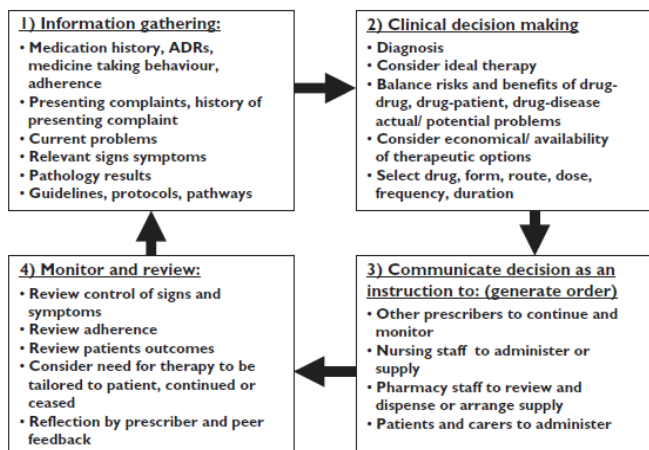 1) Information gathering:
• Medication history, ADRs,
medicine taking behaviour,
adherence
• Presenting complaints, history of
presenting complaint
• Current problems
• Relevant signs symptoms
• Pathology results
• Guidelines, protocols, pathways
2) Clinical decision making
• Diagnosis
• Consider ideal therapy
• Balance risks and benefits of drug-
drug, drug-patient, drug-disease
actual/ potential problems
• Consider economical/ availability
of therapeutic options
• Select drug, form, route, dose,
frequency, duration
3) Communicate decision as an
instruction to: (generate order)
• Other prescribers to continue and
monitor
• Nursing staff to administer or
supply
• Pharmacy staff to review and
dispense or arrange supply
• Patients and carers to administer
4) Monitor and review:
• Review control of signs and
symptoms
• Review adherence
• Review patients outcomes
• Consider need for therapy to be
tailored to patient, continued or
ceased
• Reflection by prescriber and peer
feedback